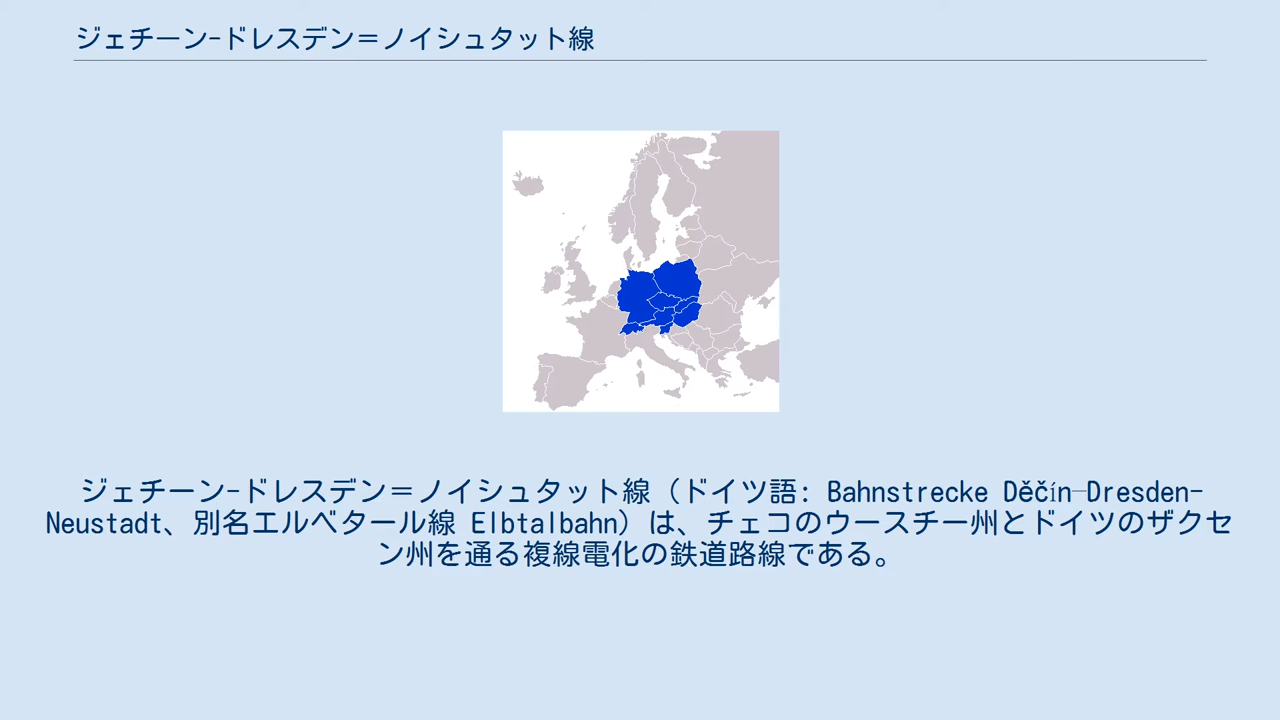 ジェチーン-ドレスデン＝ノイシュタット線
ジェチーン-ドレスデン＝ノイシュタット線（ドイツ語: Bahnstrecke Děčín–Dresden-
Neustadt、別名エルベタール線 Elbtalbahn）は、チェコのウースチー州とドイツのザクセ
ン州を通る複線電化の鉄道路線である。